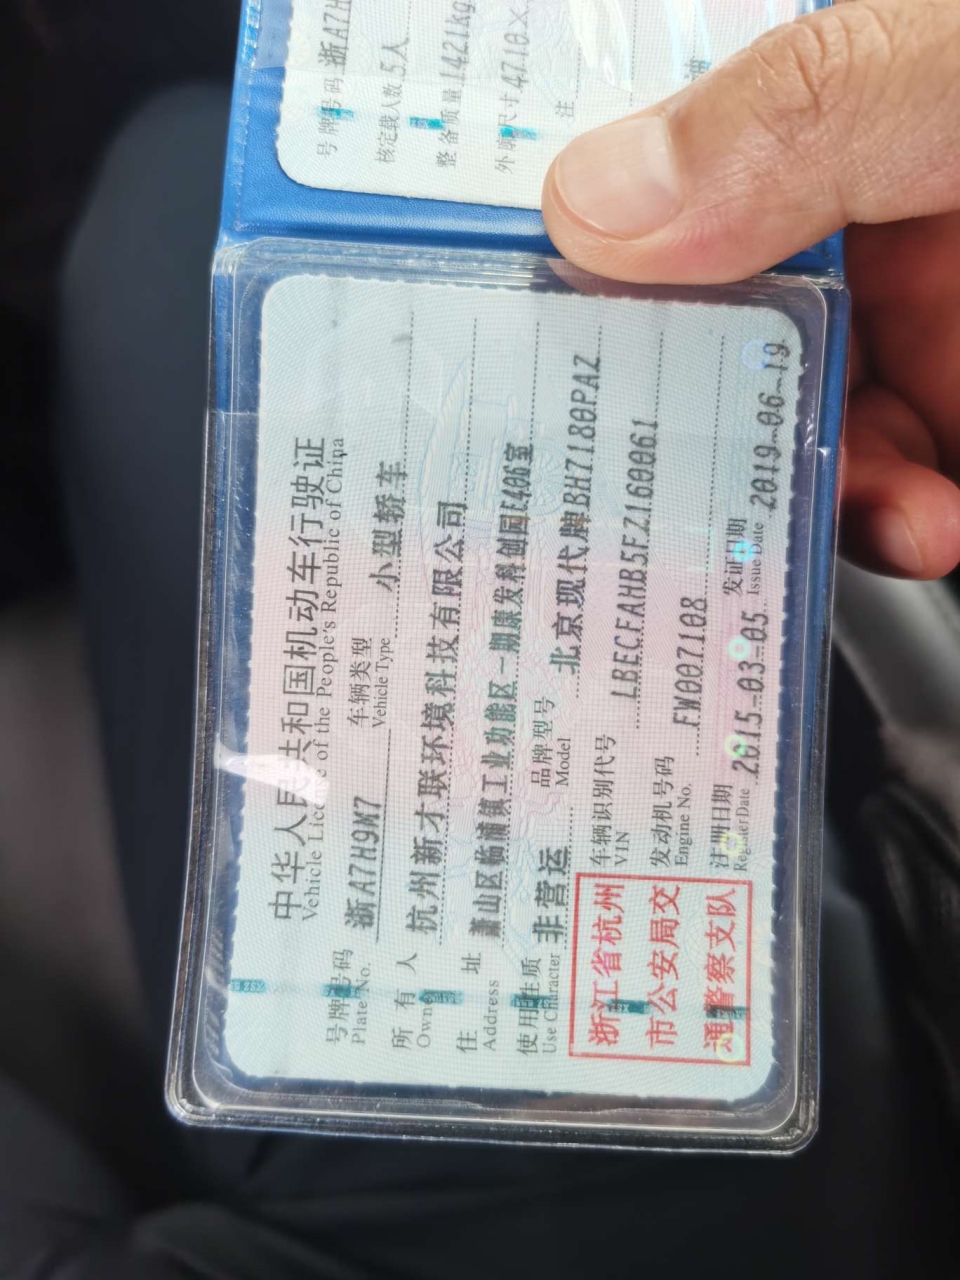 中华人民共和国机动车行驶证
Vehicle License of the People's Republic of China
号牌号码 浙A7H9M7 车辆类型 小型轿车
Plate No. Vehicle Type
所有人 杭州新才联环境科技有限公司
Owner
住址 萧山区临浦镇工业功能区一期康发科创园E406室
Address
使用性质 非营运 品牌型号 北京现代牌BH7180PAZ
Use Character Model
浙江省杭州
市公安局交
通警察支队
车辆识别代号 LBECFAHB5FZ160061
VIN
发动机号码 FW007108
Engine No.
注册日期 2015-03-05 发证日期 2019-06-19
Register Date Issue Date
号牌号码 浙A7H
核定载人数 5人
整备质量 1421kg
外廓尺寸 4710×
注